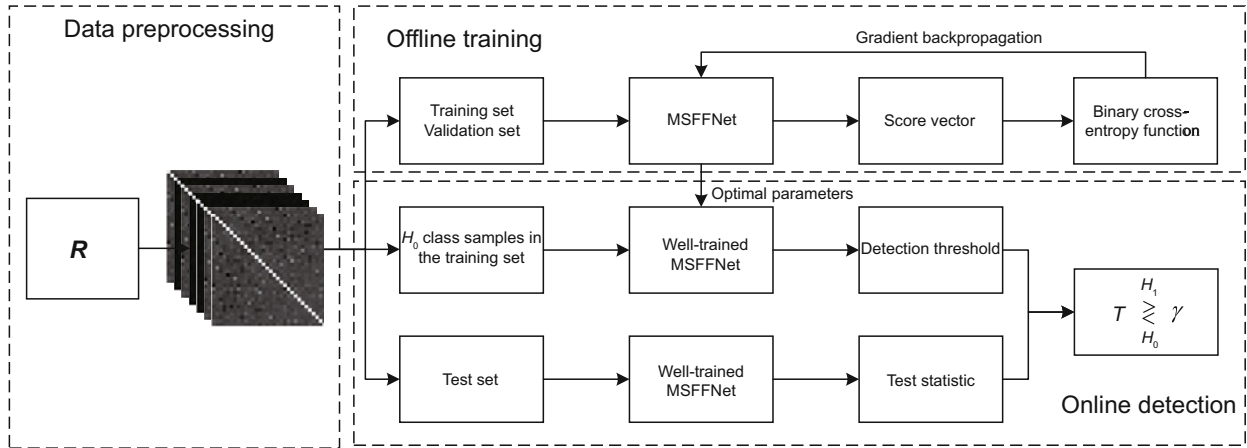 Data preprocessing
R
Offline training
Gradient backpropagation
Training set
Validation set
MSFFNet
Score vector
Binary cross-
entropy function
Optimal parameters
H₀ class samples in
the training set
Well-trained
MSFFNet
Detection threshold
H₁
T ≷ γ
H₀
Test set
Well-trained
MSFFNet
Test statistic
Online detection